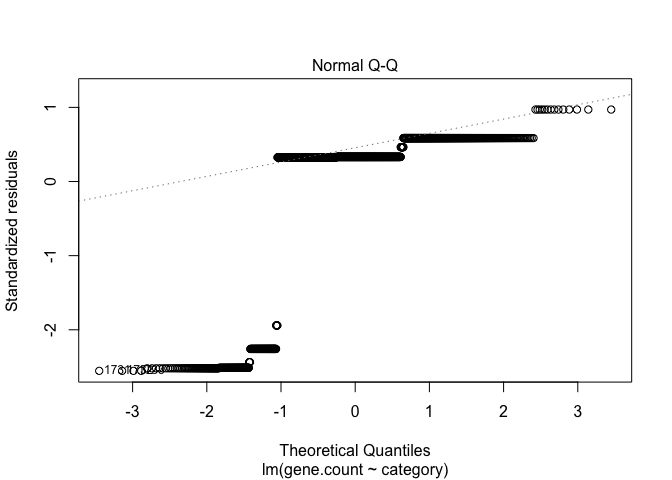 Normal Q-Q
Standardized residuals
1
0
-1
-2
-3
-2
-1
0
1
2
3
Theoretical Quantiles
lm(gene.count ~ category)